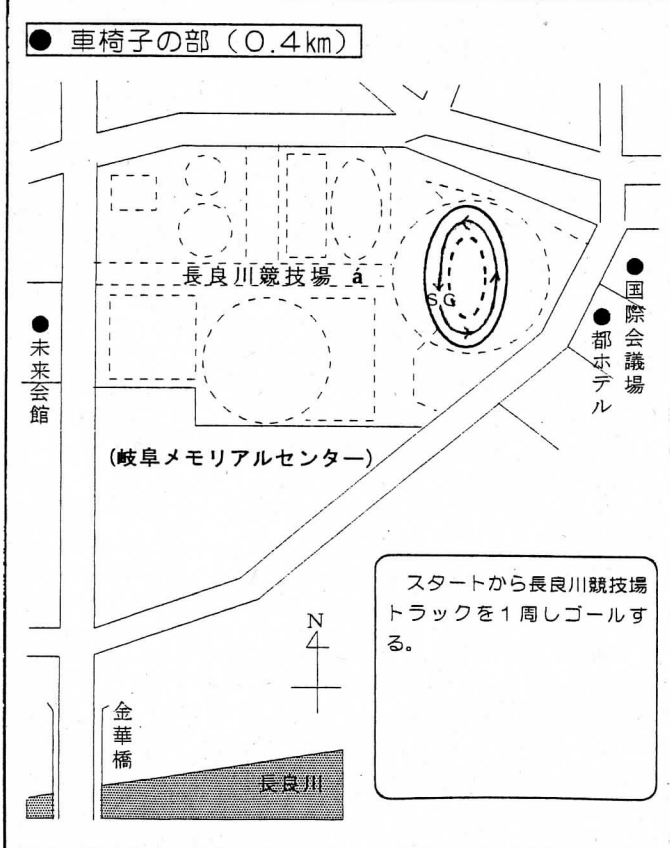 ● 車椅子の部(0.4km)
長良川競技場 á
S G
●国際会議場
●都ホテル
●未来会館
(岐阜メモリアルセンター)
スタートから長良川競技場
トラックを1周しゴールす
る。
N
金華橋
長良川